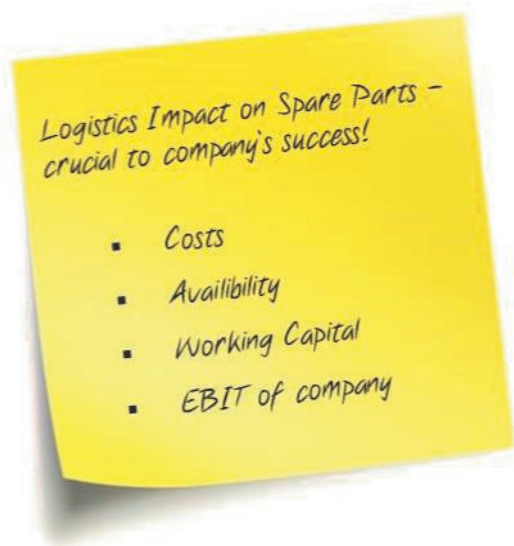 Logistics Impact on Spare Parts –
crucial to company's success!
▪ Costs
▪ Availibility
▪ Working Capital
▪ EBIT of company